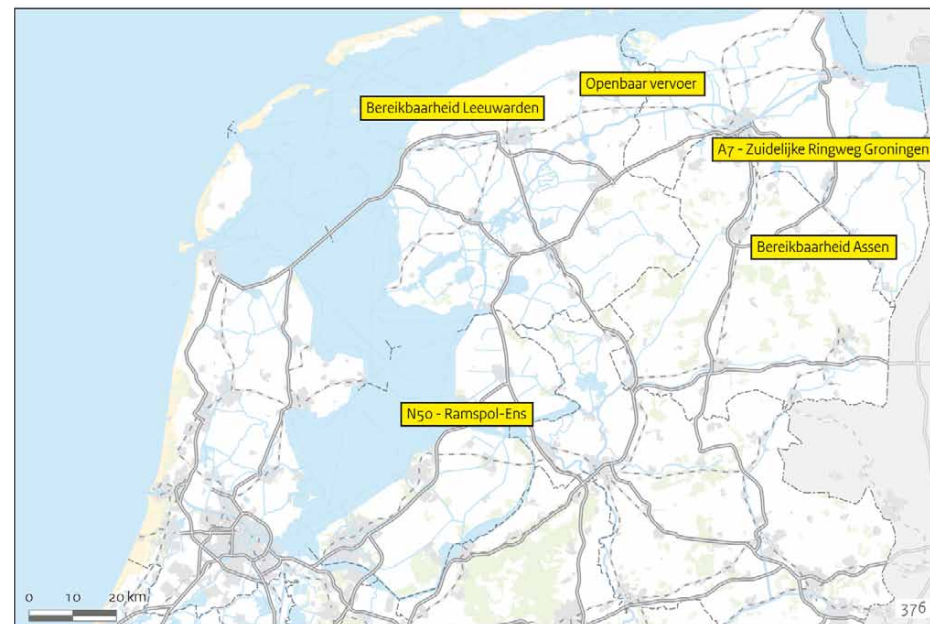 Openbaar vervoer
Bereikbaarheid Leeuwarden
A7 - Zuidelijke Ringweg Groningen
Bereikbaarheid Assen
N50 - Ramspol-Ens
0 10 20 km
376